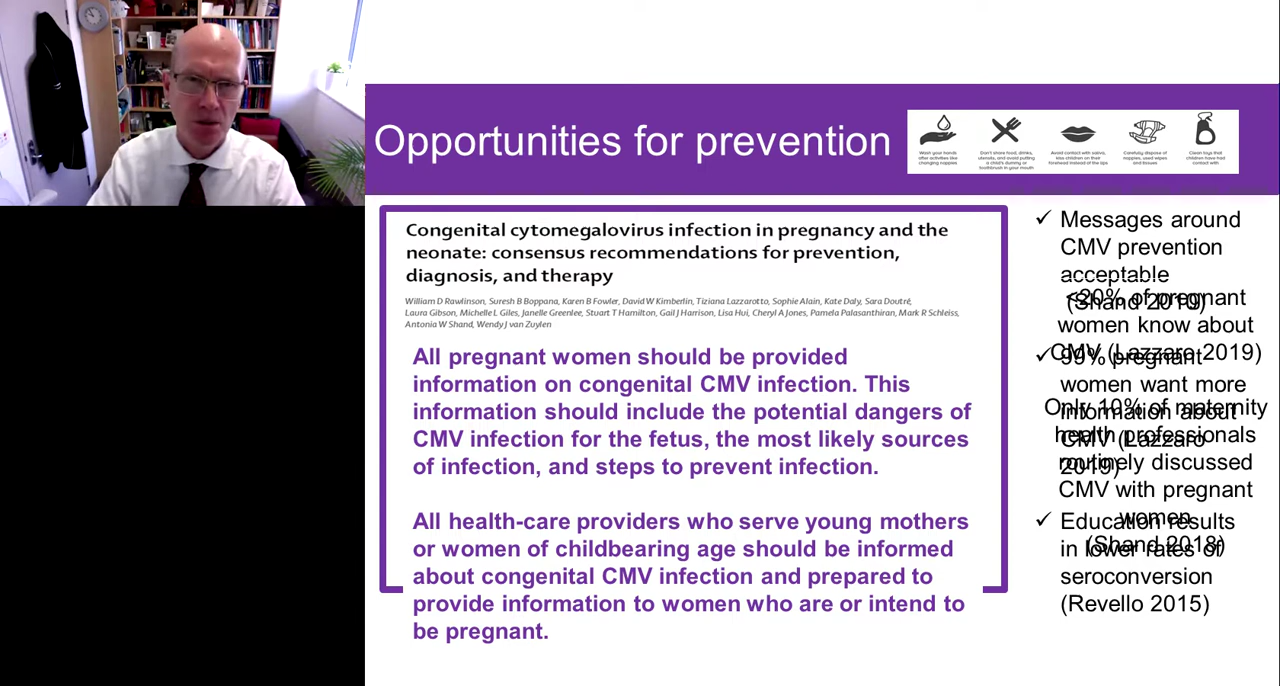 Opportunities for prevention
Wash your hands
after activities like
changing nappies
Don't share food, drinks,
utensils, and avoid putting
a child's dummy or
toothbrush in your mouth
Avoid contact with saliva,
kiss children on their
forehead instead of the lips
Carefully dispose of
nappies, used wipes
and tissues
Clean toys that
children have had
contact with
Congenital cytomegalovirus infection in pregnancy and the
neonate: consensus recommendations for prevention,
diagnosis, and therapy
William D Rawlinson, Suresh B Boppana, Karen B Fowler, David W Kimberlin, Tiziana Lazzarotto, Sophie Alain, Kate Daly, Sara Doutré,
Laura Gibson, Michelle L Giles, Janelle Greenlee, Stuart T Hamilton, Gail J Harrison, Lisa Hui, Cheryl A Jones, Pamela Palasanthiran, Mark R Schleiss,
Antonia W Shand, Wendy J van Zuylen
All pregnant women should be provided
information on congenital CMV infection. This
information should include the potential dangers of
CMV infection for the fetus, the most likely sources
of infection, and steps to prevent infection.
All health-care providers who serve young mothers
or women of childbearing age should be informed
about congenital CMV infection and prepared to
provide information to women who are or intend to
be pregnant.
✓ Messages around
CMV prevention
acceptable
(Shand 2019)
<20% of pregnant
women know about
CMV (Lazzaro 2019)
✓ 99% pregnant
women want more
information about
CMV (Lazzaro
2019)
Only 10% of maternity
health professionals
routinely discussed
CMV with pregnant
women
(Shand 2018)
✓ Education results
in lower rates of
seroconversion
(Revello 2015)